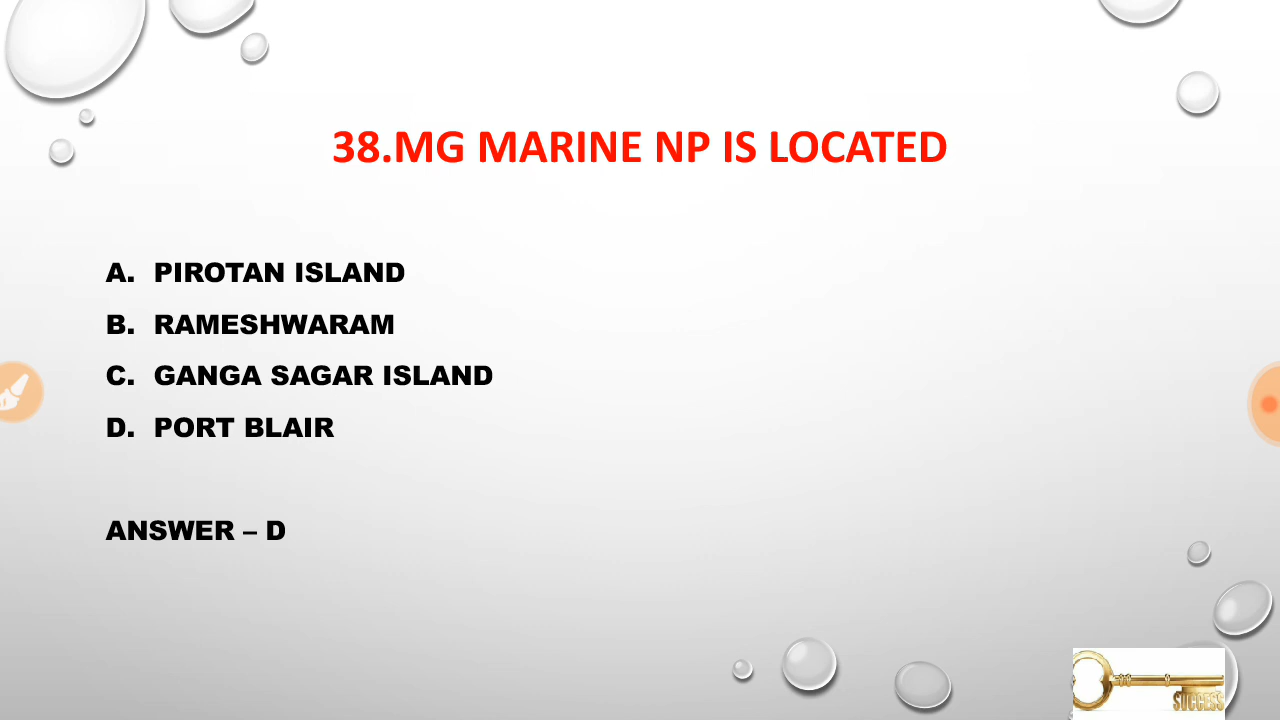 38.MG MARINE NP IS LOCATED
A. PIROTAN ISLAND
B. RAMESHWARAM
C. GANGA SAGAR ISLAND
D. PORT BLAIR
ANSWER – D
SUCCESS